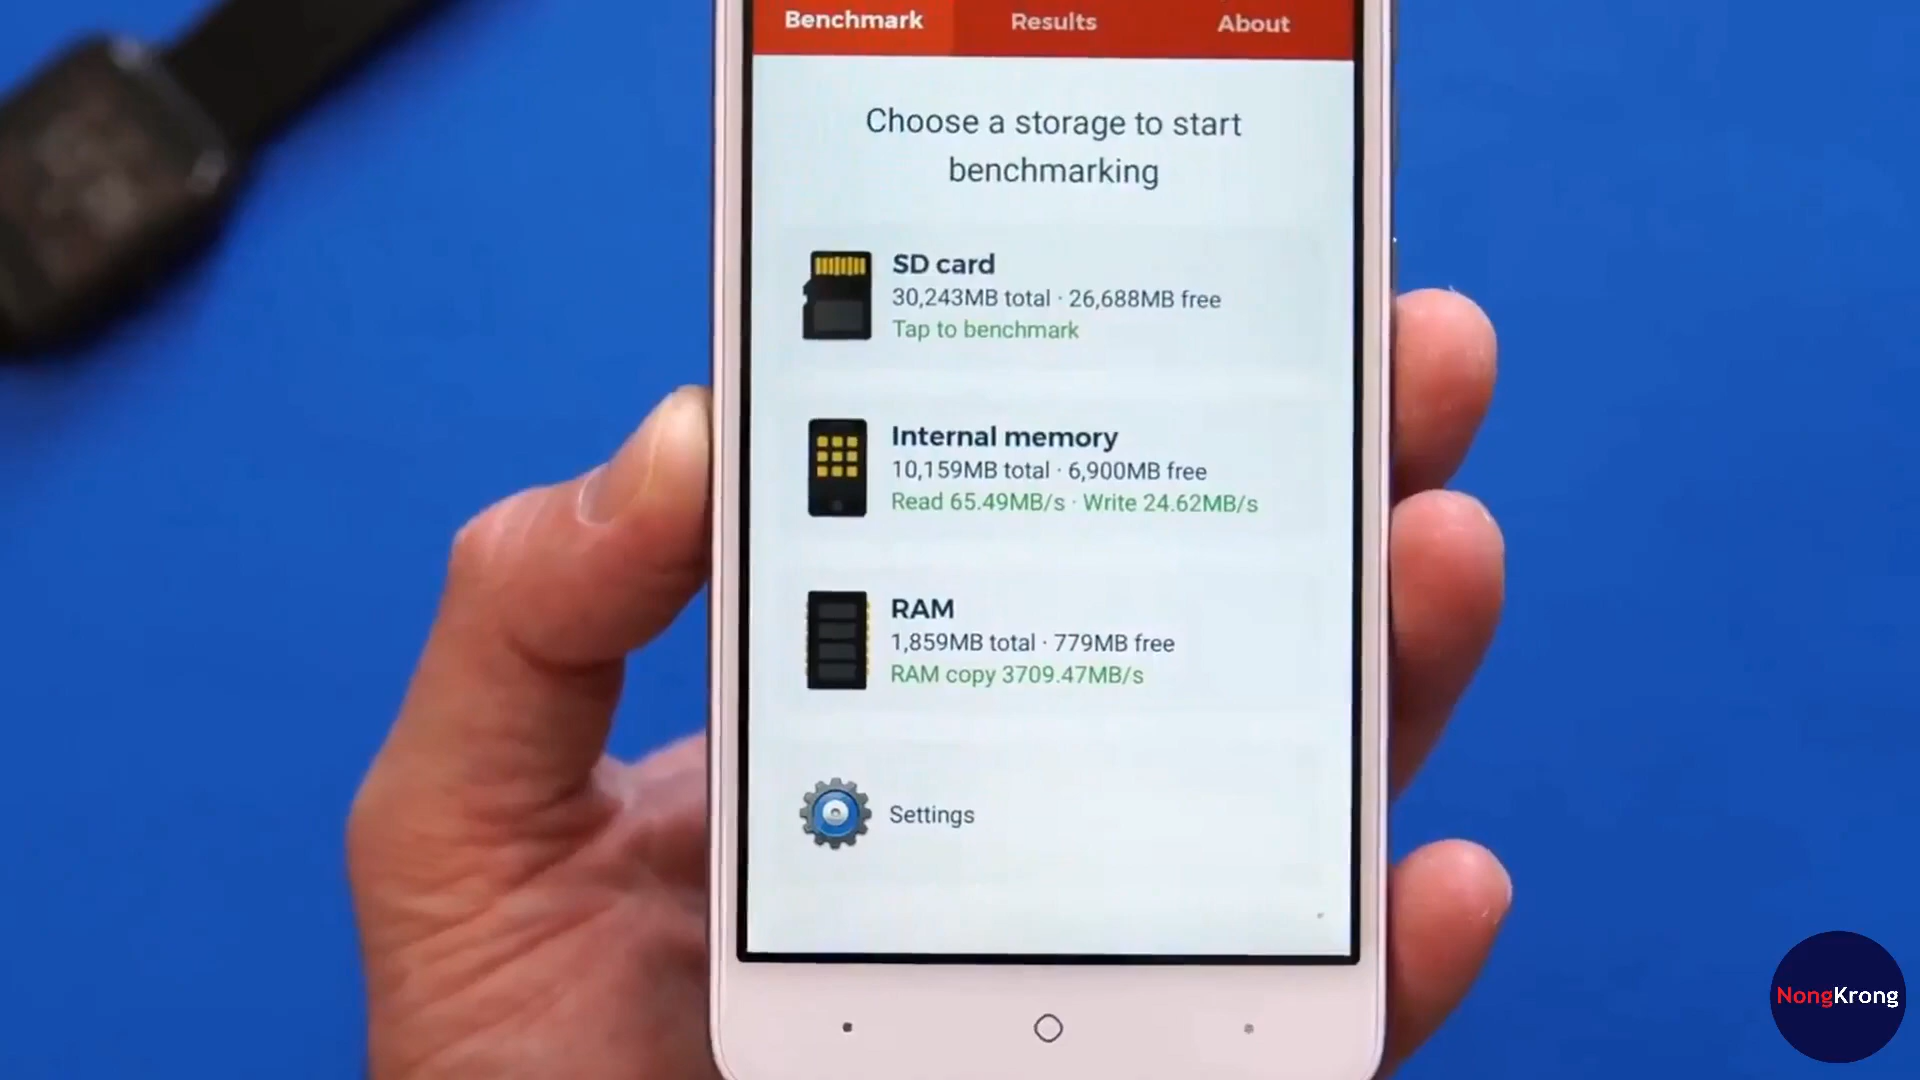 Benchmark Results About
Choose a storage to start
benchmarking
SD card
30,243MB total · 26,688MB free
Tap to benchmark
Internal memory
10,159MB total · 6,900MB free
Read 65.49MB/s · Write 24.62MB/s
RAM
1,859MB total · 779MB free
RAM copy 3709.47MB/s
Settings
NongKrong